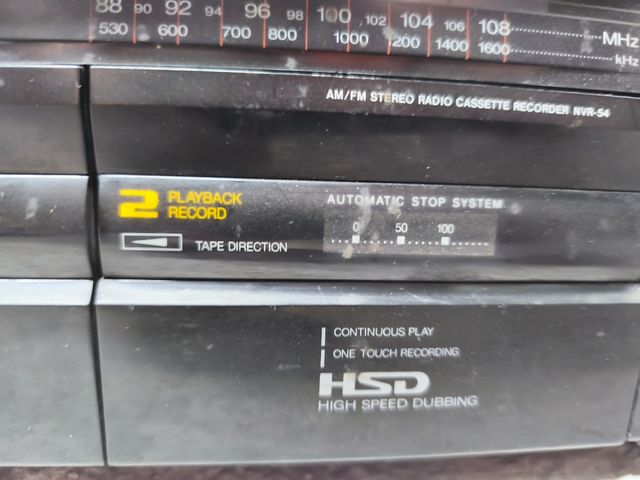 88 90 92 94 96 98 100 102 104 106 108 MHz
530 600 700 800 1000 1200 1400 1600 kHz
AM/FM STEREO RADIO CASSETTE RECORDER NVR-54
2 PLAYBACK
RECORD
AUTOMATIC STOP SYSTEM
0 50 100
TAPE DIRECTION
CONTINUOUS PLAY
ONE TOUCH RECORDING
HSD
HIGH SPEED DUBBING